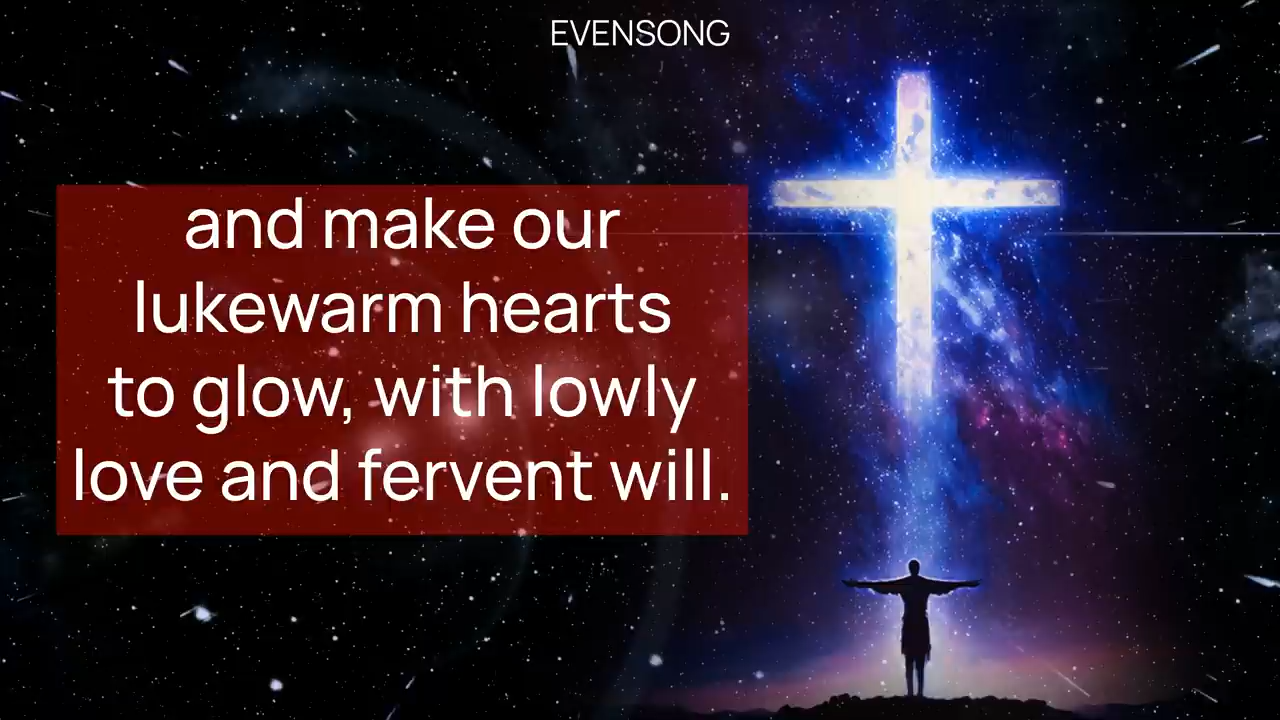 EVENSONG
and make our
lukewarm hearts
to glow, with lowly
love and fervent will.